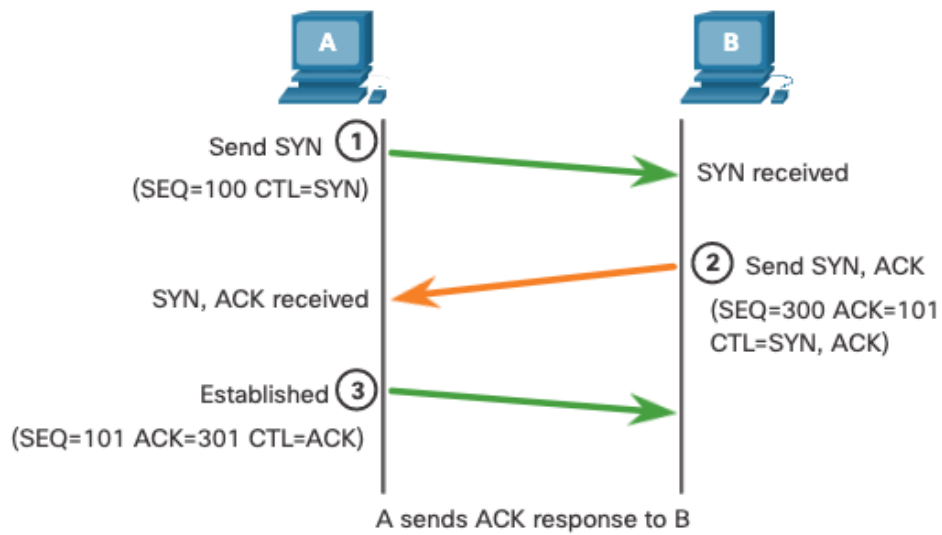 A
B
Send SYN 1
(SEQ=100 CTL=SYN)
SYN received
2 Send SYN, ACK
(SEQ=300 ACK=101
CTL=SYN, ACK)
SYN, ACK received
Established 3
(SEQ=101 ACK=301 CTL=ACK)
A sends ACK response to B